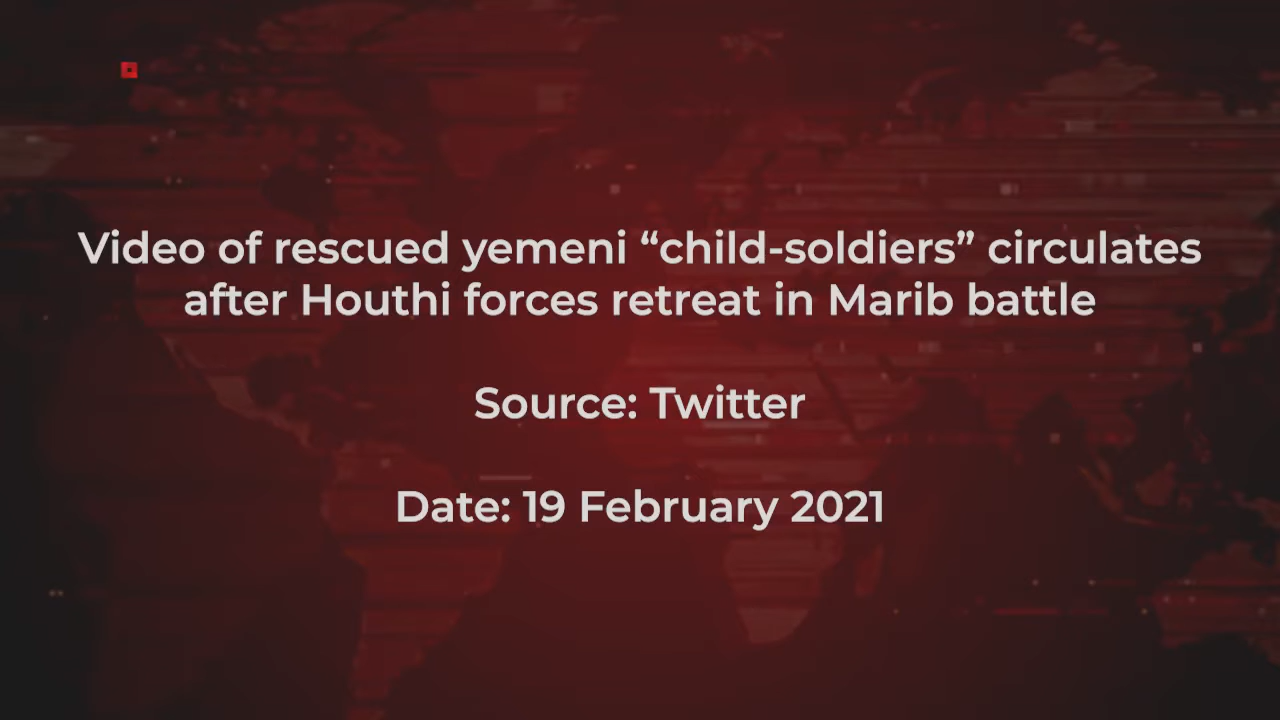 Video of rescued yemeni “child-soldiers” circulates
after Houthi forces retreat in Marib battle
Source: Twitter
Date: 19 February 2021